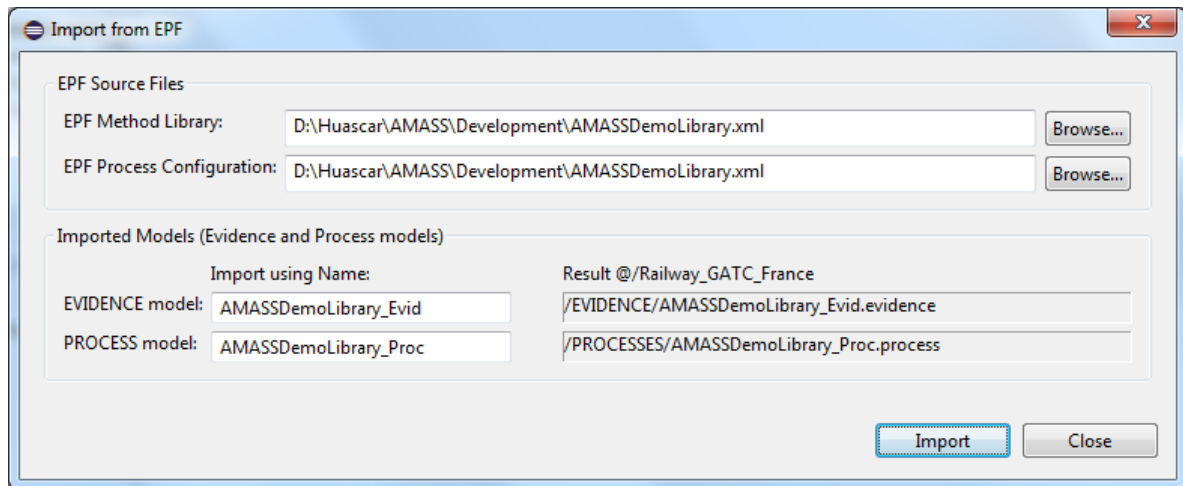 Import from EPF
EPF Source Files
EPF Method Library: D:\Huascar\AMASS\Development\AMASSDemoLibrary.xml Browse...
EPF Process Configuration: D:\Huascar\AMASS\Development\AMASSDemoLibrary.xml Browse...
Imported Models (Evidence and Process models)
Import using Name: Result @/Railway_GATC_France
EVIDENCE model: AMASSDemoLibrary_Evid /EVIDENCE/AMASSDemoLibrary_Evid.evidence
PROCESS model: AMASSDemoLibrary_Proc /PROCESSES/AMASSDemoLibrary_Proc.process
Import Close